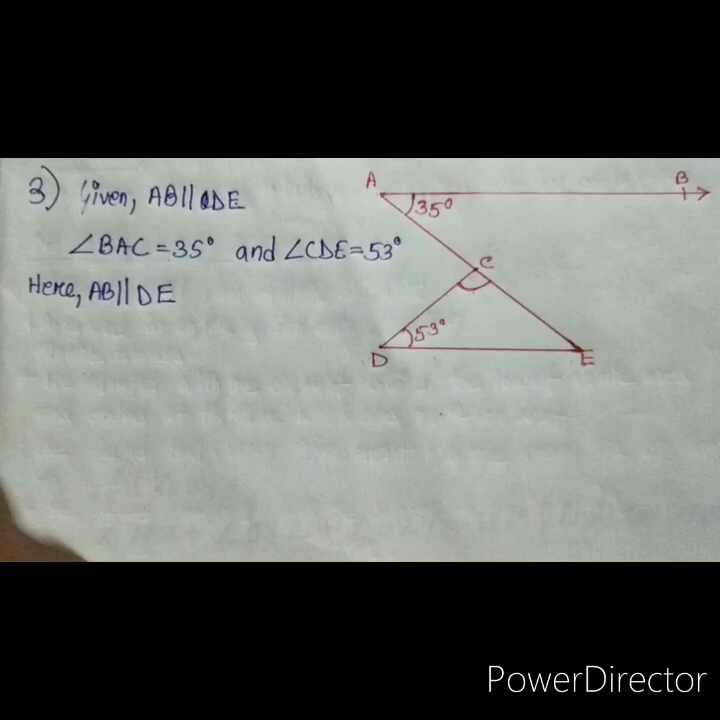 3) Given, AB||DE
∠BAC = 35° and ∠CDE = 53°
Here, AB||DE
A
B
35°
C
53°
D
E
PowerDirector